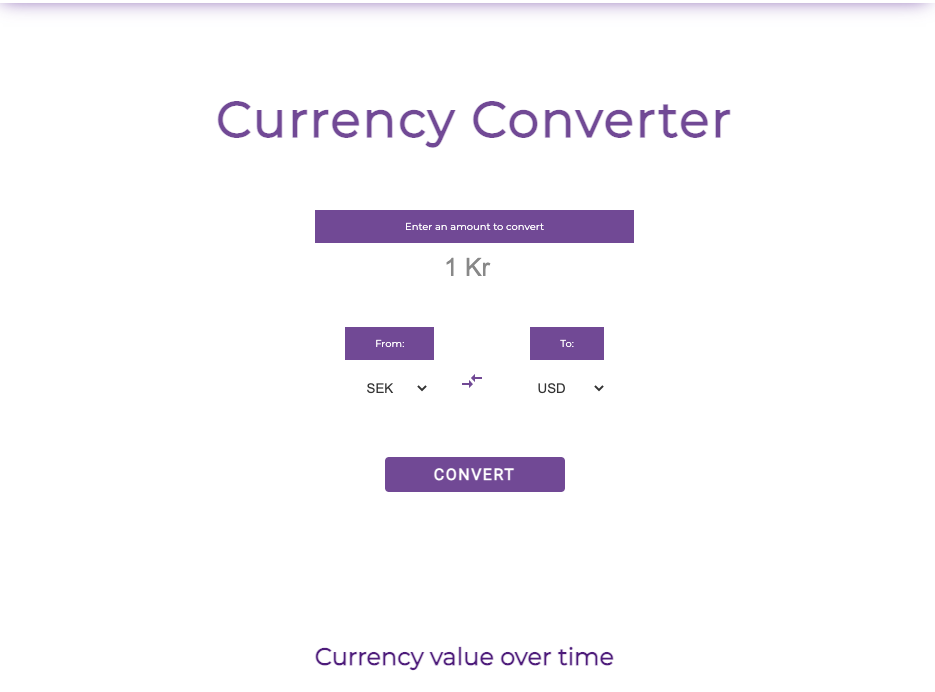 Currency Converter
Enter an amount to convert
1 Kr
From:
To:
SEK
USD
CONVERT
Currency value over time